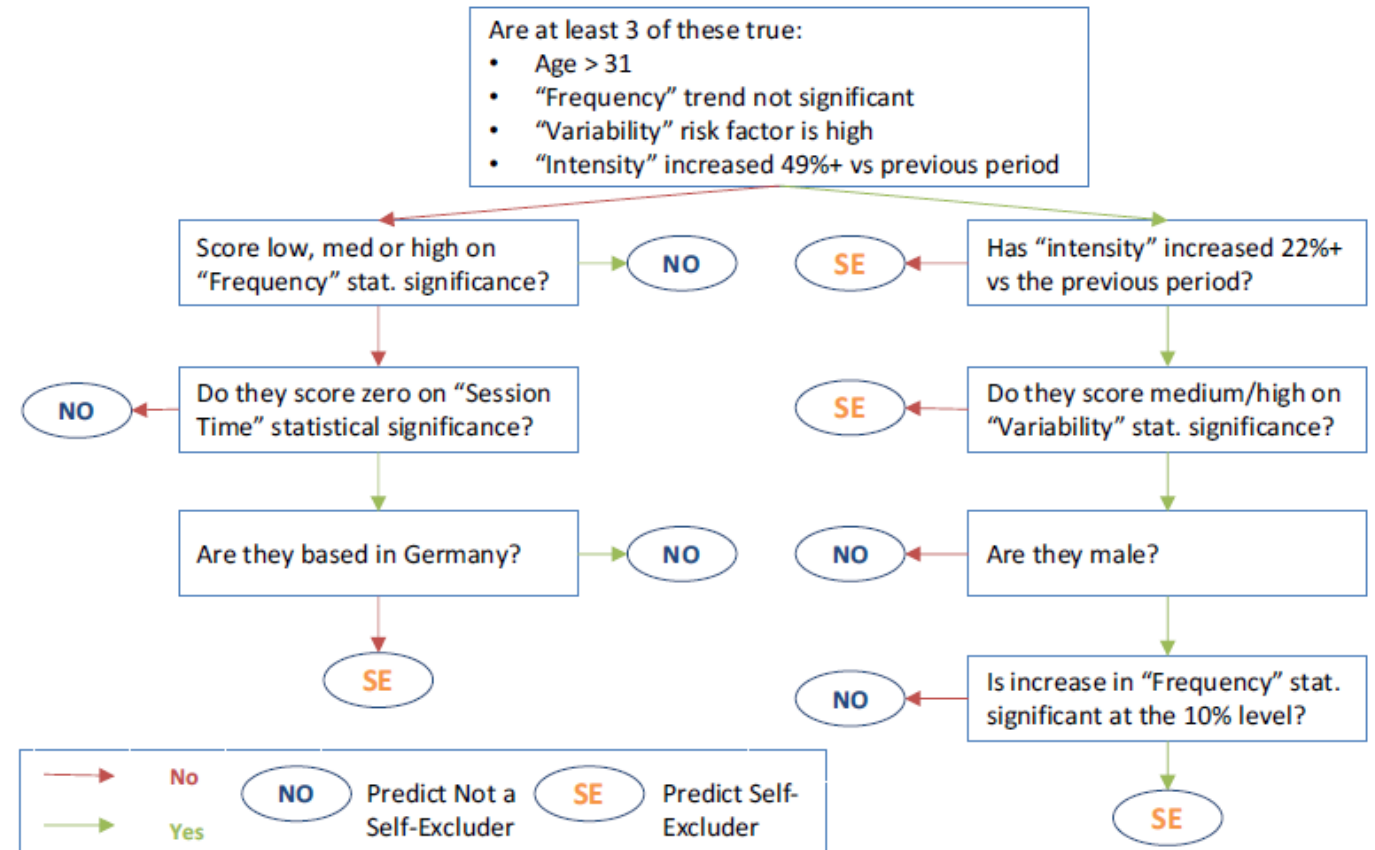 Are at least 3 of these true:
• Age > 31
• “Frequency” trend not significant
• “Variability” risk factor is high
• “Intensity” increased 49%+ vs previous period
Score low, med or high on
“Frequency” stat. significance?
NO
SE
Has “intensity” increased 22%+
vs the previous period?
NO
Do they score zero on “Session
Time” statistical significance?
SE
Do they score medium/high on
“Variability” stat. significance?
Are they based in Germany?
NO
NO
Are they male?
SE
NO
Is increase in “Frequency” stat.
significant at the 10% level?
SE
No
Yes
NO
Predict Not a
Self-Excluder
SE
Predict Self-
Excluder